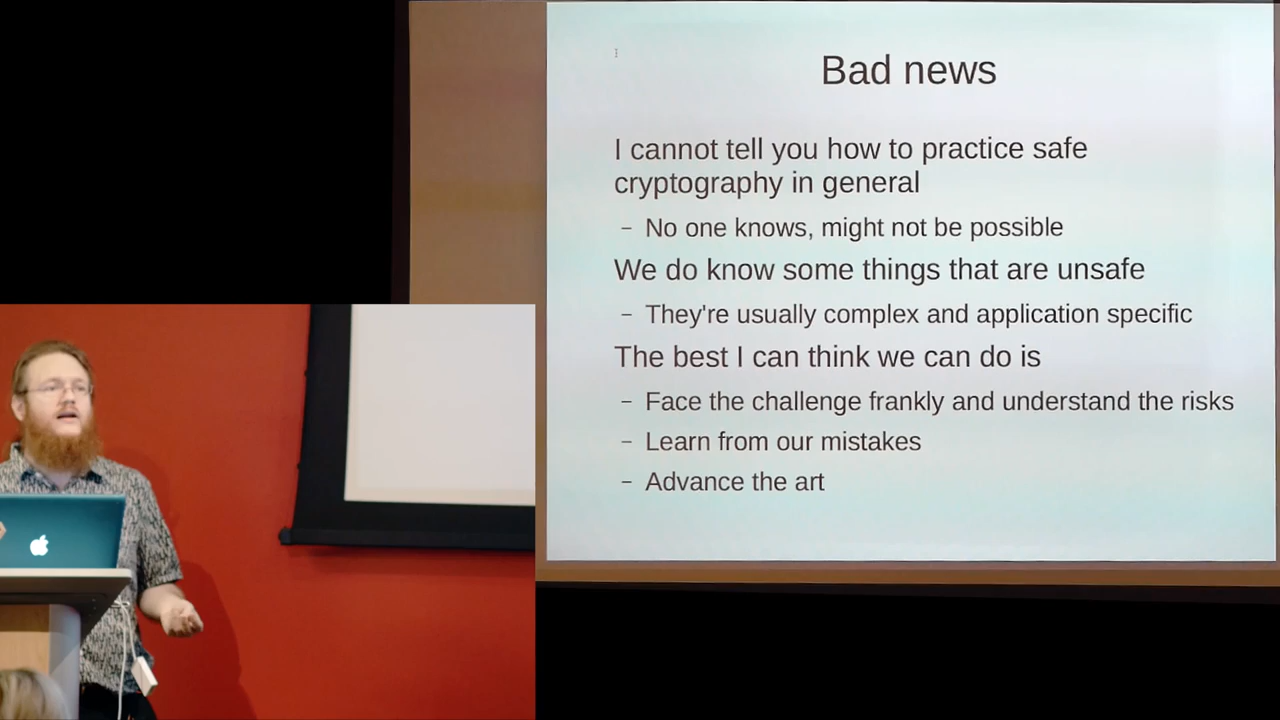 Bad news
I cannot tell you how to practice safe
cryptography in general
– No one knows, might not be possible
We do know some things that are unsafe
– They're usually complex and application specific
The best I can think we can do is
– Face the challenge frankly and understand the risks
– Learn from our mistakes
– Advance the art